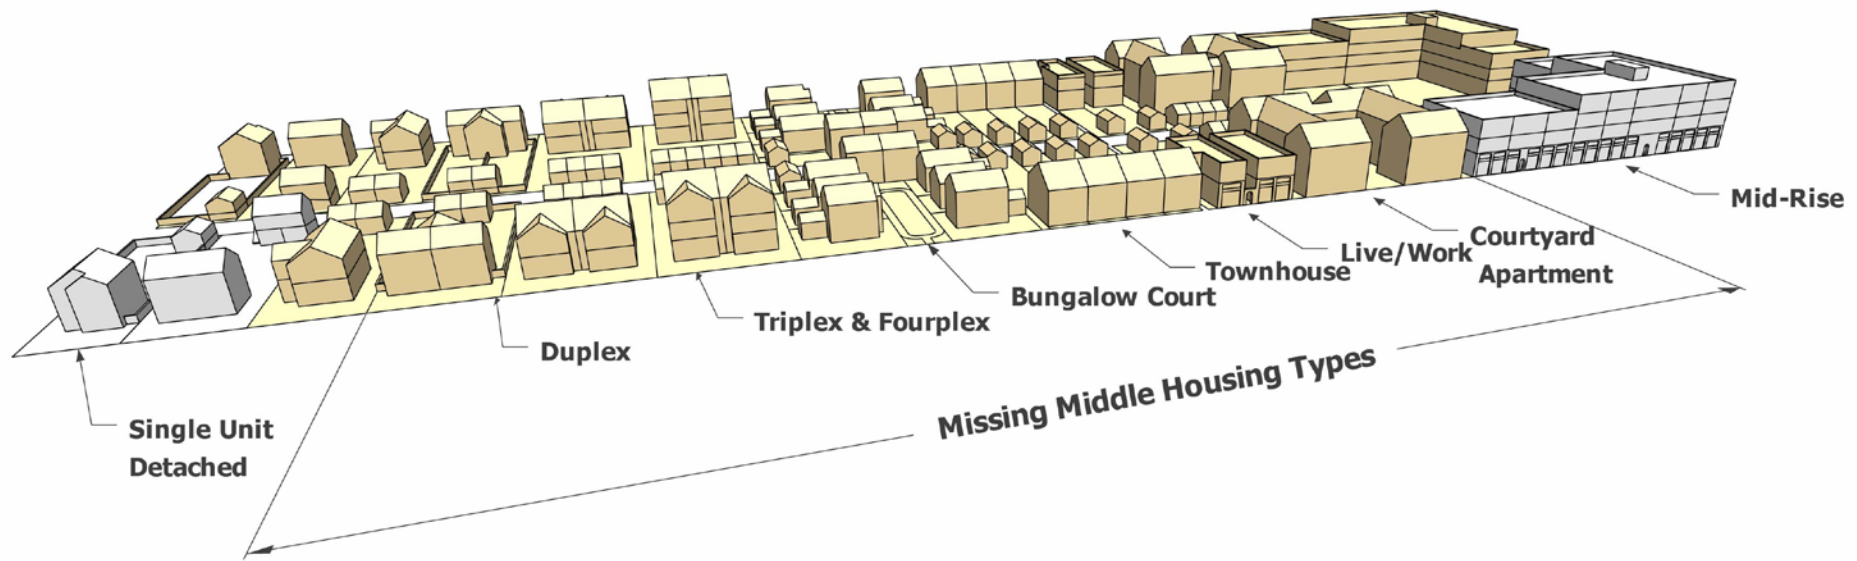 Single Unit
Detached
Duplex
Triplex & Fourplex
Bungalow Court
Townhouse
Live/Work
Courtyard
Apartment
Mid-Rise
Missing Middle Housing Types